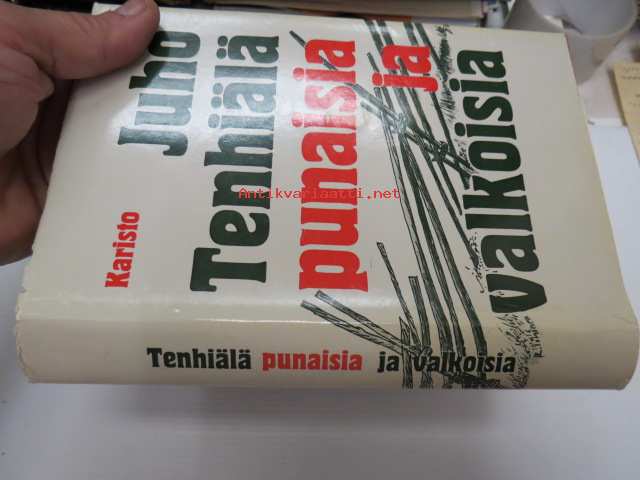 Juho
Tenhiälä
punaisia
ja
valkoisia
Karisto
Antikvariaatti.net
Tenhiälä punaisia ja valkoisia